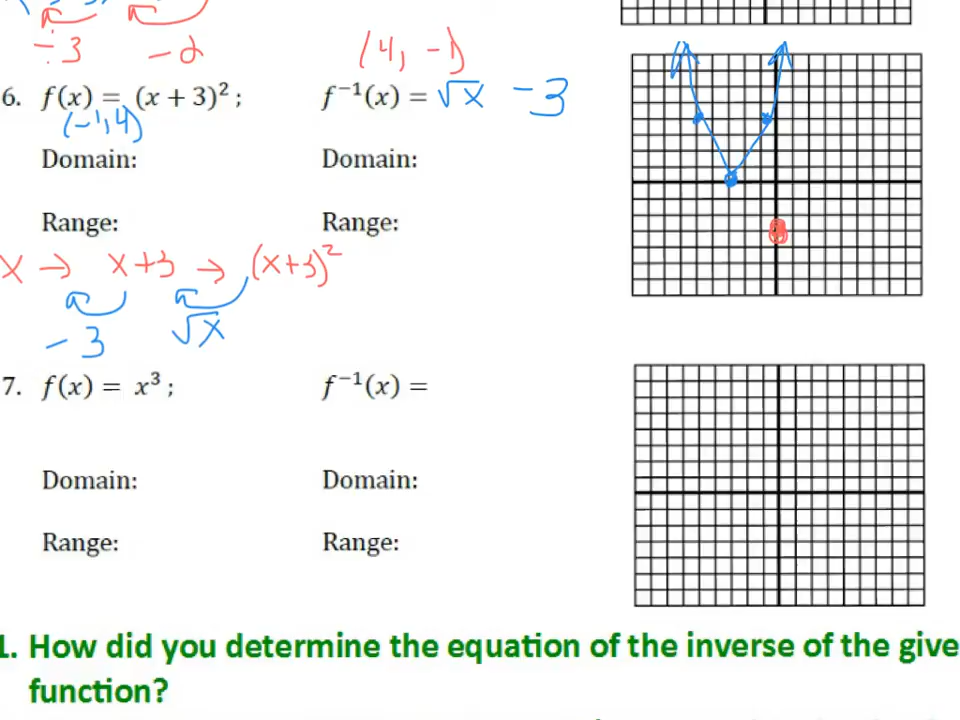 ÷3 -2
(4, -1)
6. f(x) = (x + 3)² ; f⁻¹(x) = √x - 3
(-1, 4)
Domain: Domain:
Range: Range:
x → x+3 → (x+3)²
-3 √x
7. f(x) = x³ ; f⁻¹(x) =
Domain: Domain:
Range: Range:
1. How did you determine the equation of the inverse of the give
function?